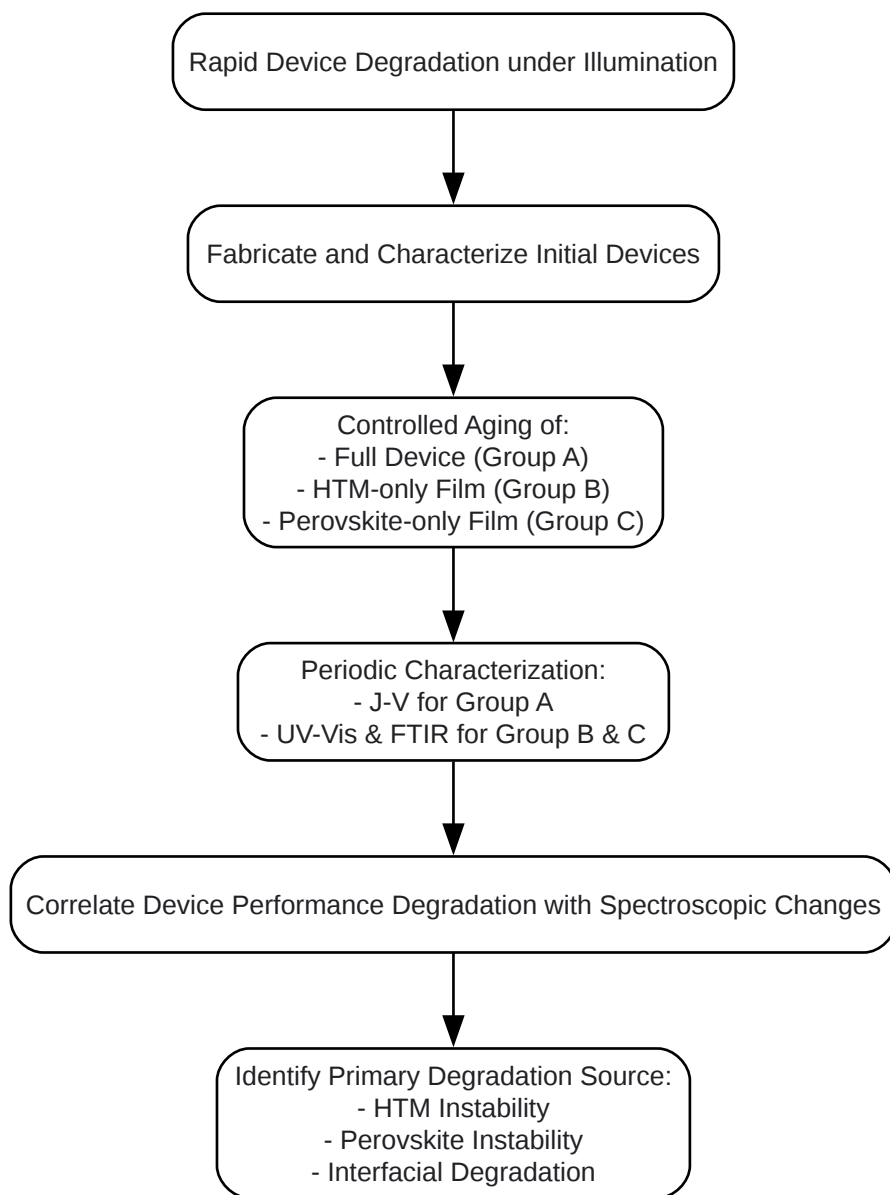 Rapid Device Degradation under Illumination
Fabricate and Characterize Initial Devices
Controlled Aging of:
- Full Device (Group A)
- HTM-only Film (Group B)
- Perovskite-only Film (Group C)
Periodic Characterization:
- J-V for Group A
- UV-Vis & FTIR for Group B & C
Correlate Device Performance Degradation with Spectroscopic Changes
Identify Primary Degradation Source:
- HTM Instability
- Perovskite Instability
- Interfacial Degradation